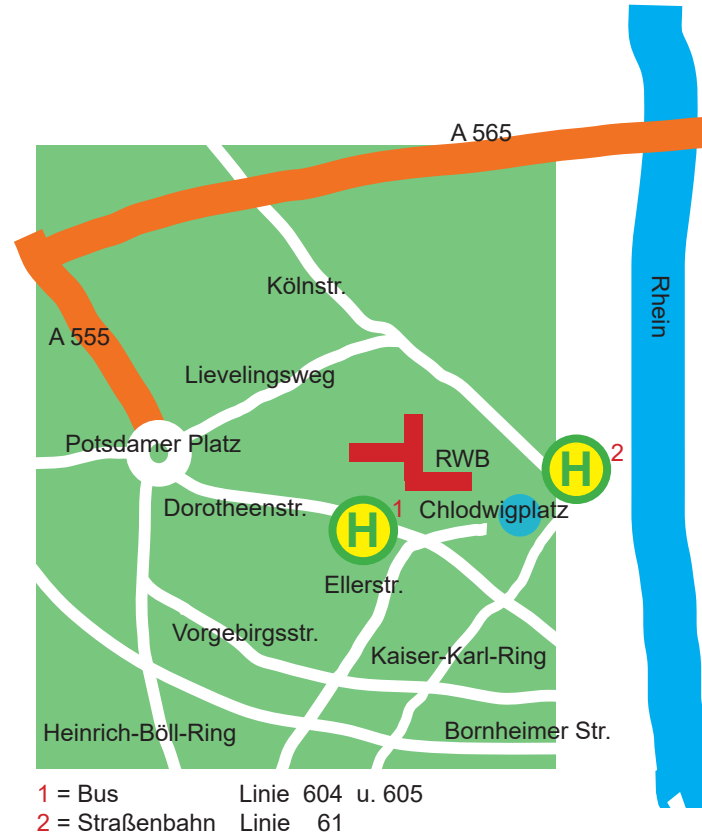 A 565
Kölnstr.
Rhein
A 555
Lievelingsweg
Potsdamer Platz
RWB
H 2
Dorotheenstr.
H 1
Chlodwigplatz
Ellerstr.
Vorgebirgsstr.
Kaiser-Karl-Ring
Heinrich-Böll-Ring
Bornheimer Str.
1 = Bus Linie 604 u. 605
2 = Straßenbahn Linie 61